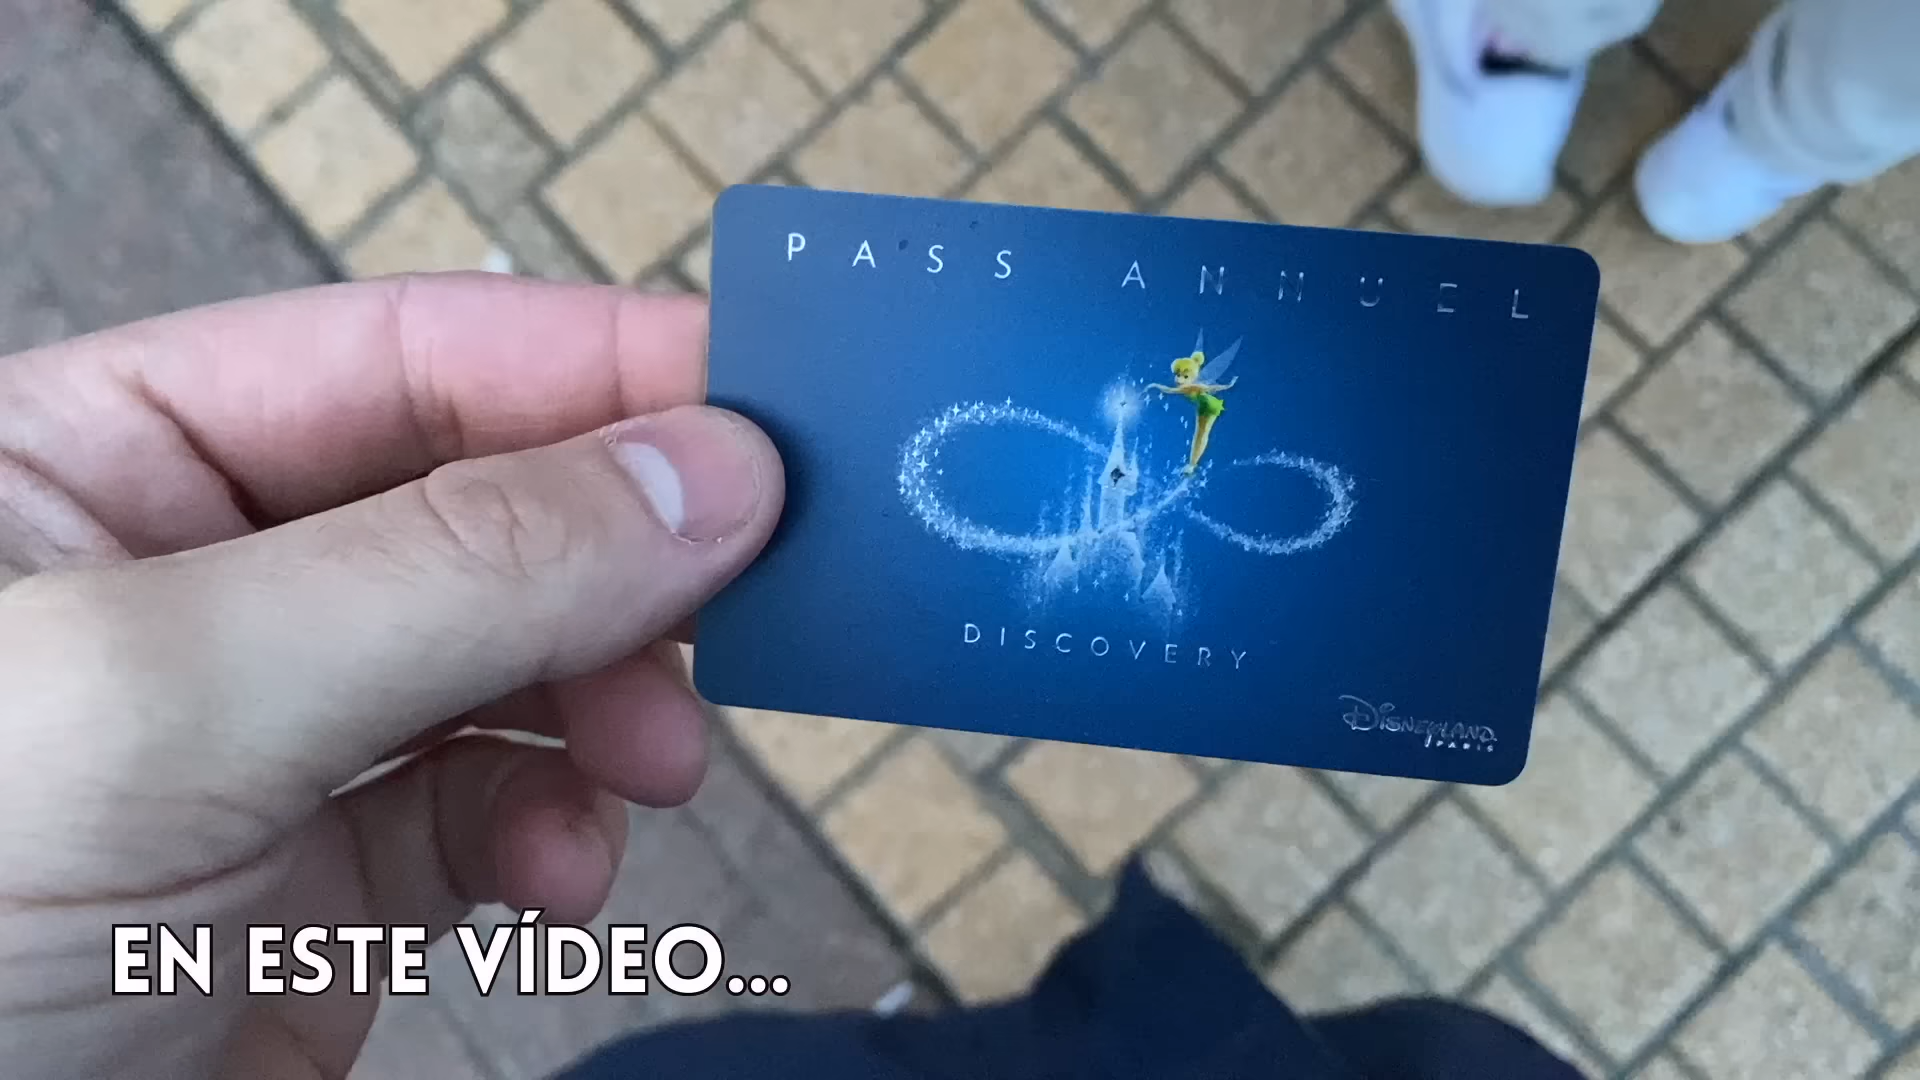 PASS ANNUEL
DISCOVERY
DISNEYLAND
PARIS
EN ESTE VÍDEO...